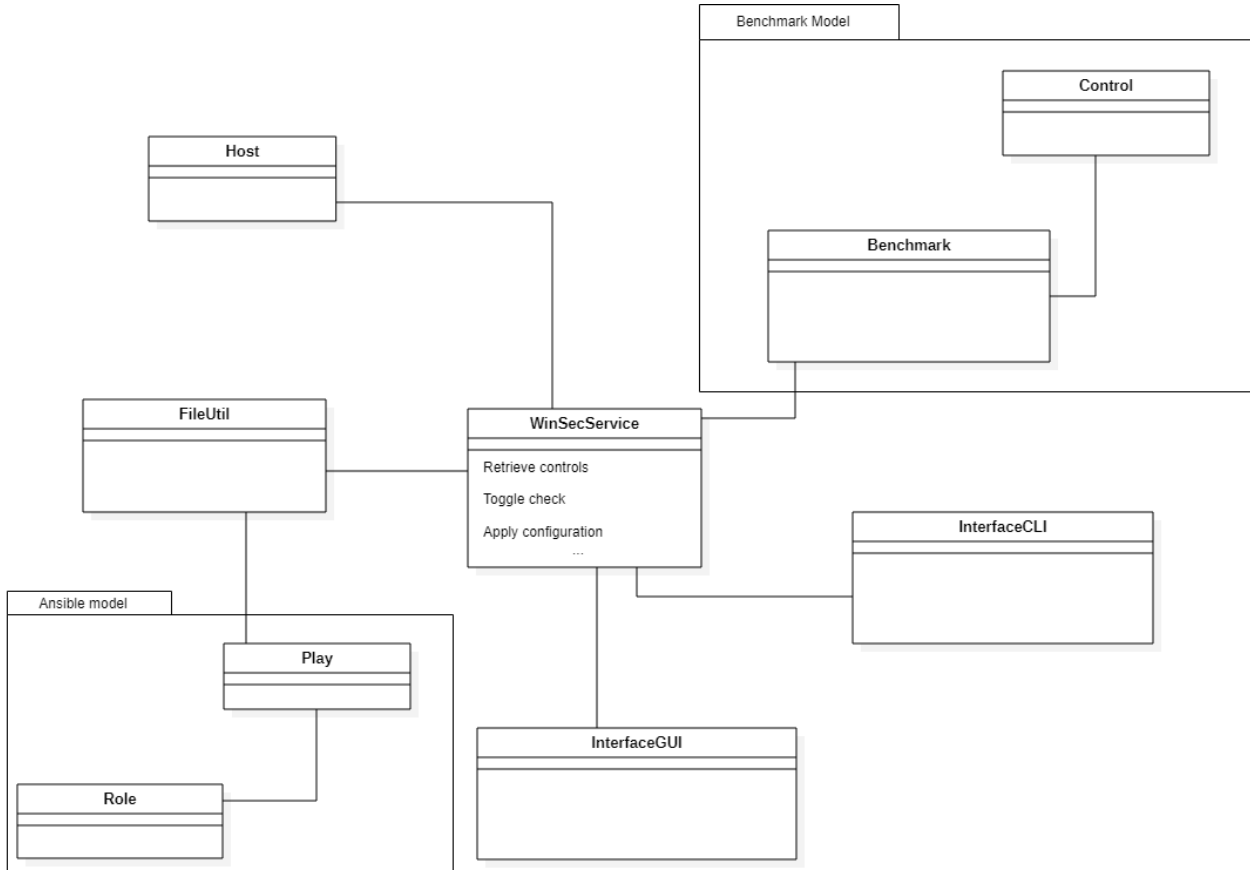 Benchmark Model
Control
Host
Benchmark
FileUtil
WinSecService
Retrieve controls
Toggle check
Apply configuration
...
InterfaceCLI
Ansible model
Play
InterfaceGUI
Role